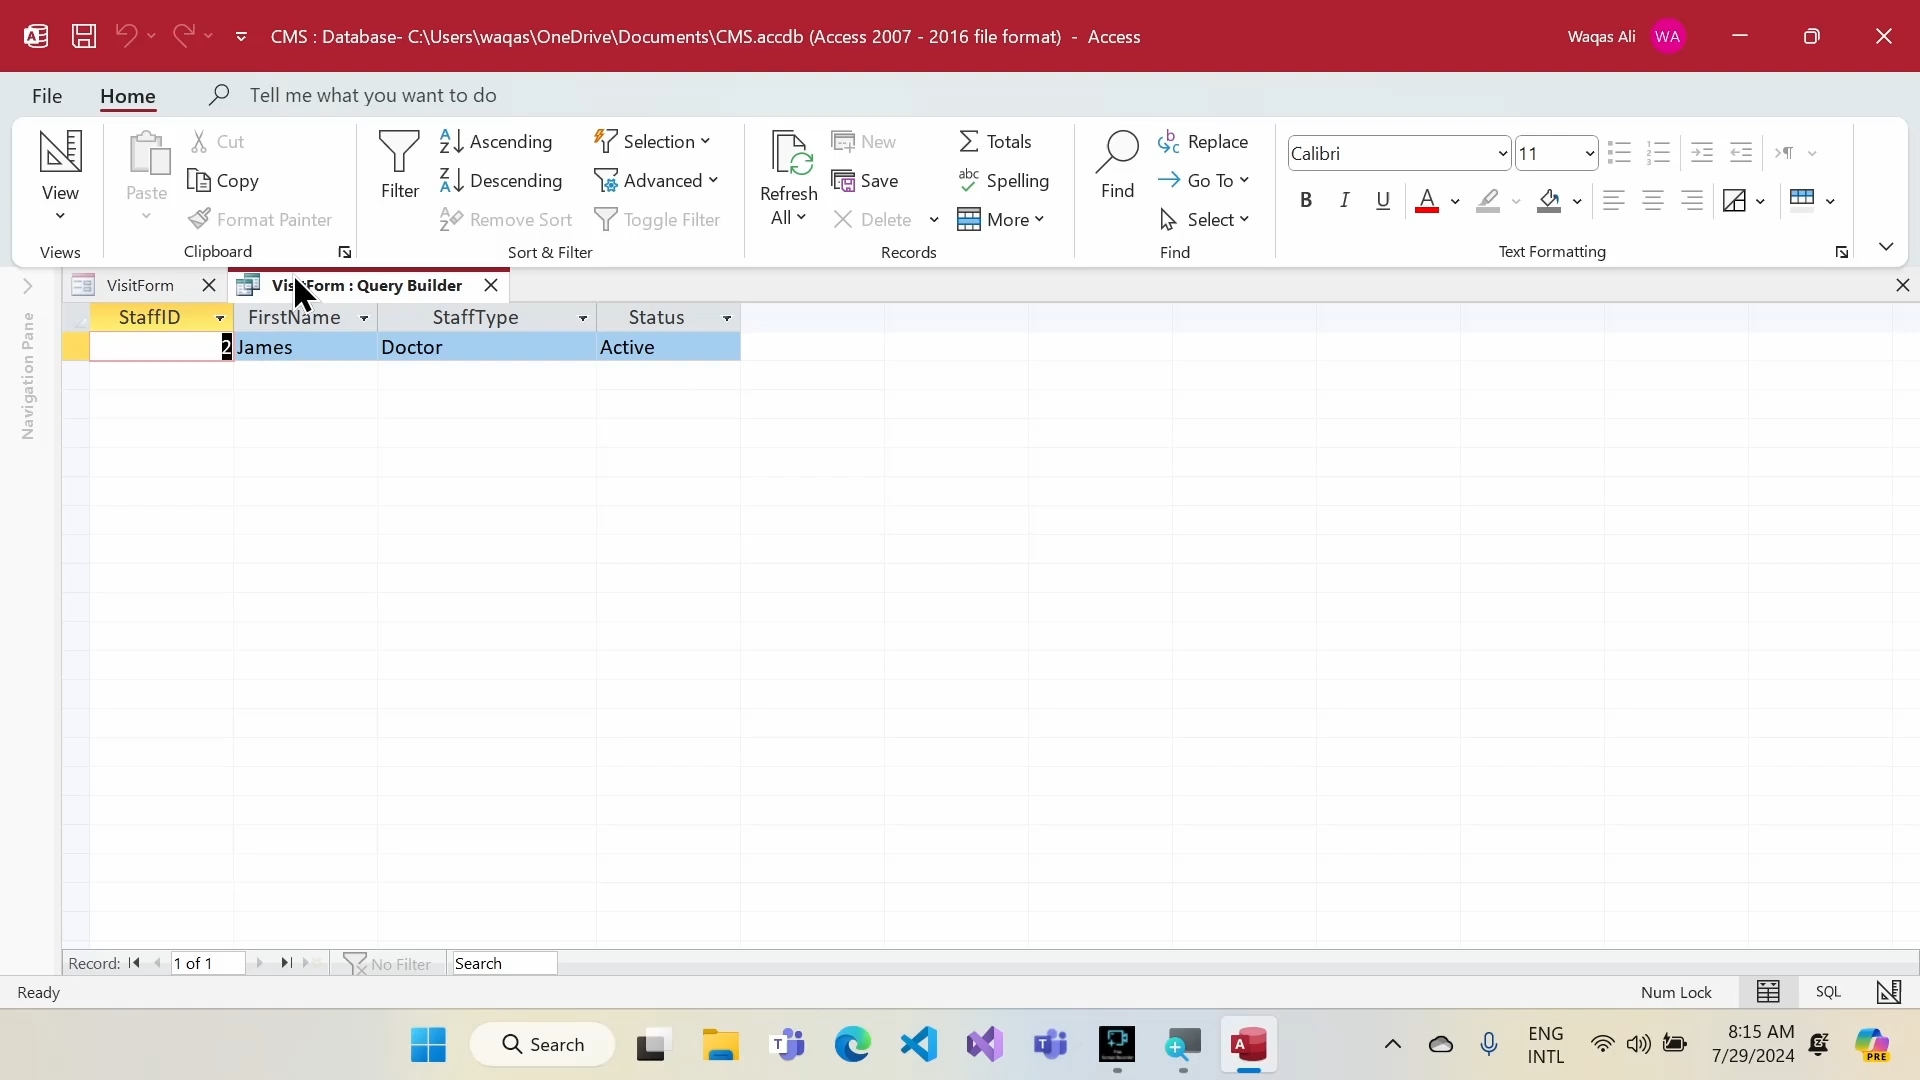 CMS : Database- C:\Users\waqas\OneDrive\Documents\CMS.accdb (Access 2007 - 2016 file format) - Access
Waqas Ali WA
File Home Tell me what you want to do
View
Views
Paste
Cut
Copy
Format Painter
Clipboard
Filter
Ascending
Descending
Remove Sort
Selection
Advanced
Toggle Filter
Sort & Filter
Refresh All
New
Save
Delete
Totals
Spelling
More
Records
Find
Replace
Go To
Select
Find
Calibri 11
B I U A
Text Formatting
VisitForm
: Query Builder
Navigation Pane
StaffID FirstName StaffType Status
2 James Doctor Active
Record: 1 of 1 No Filter Search
Ready Num Lock SQL
Search
ENG
INTL
8:15 AM
7/29/2024
PRE